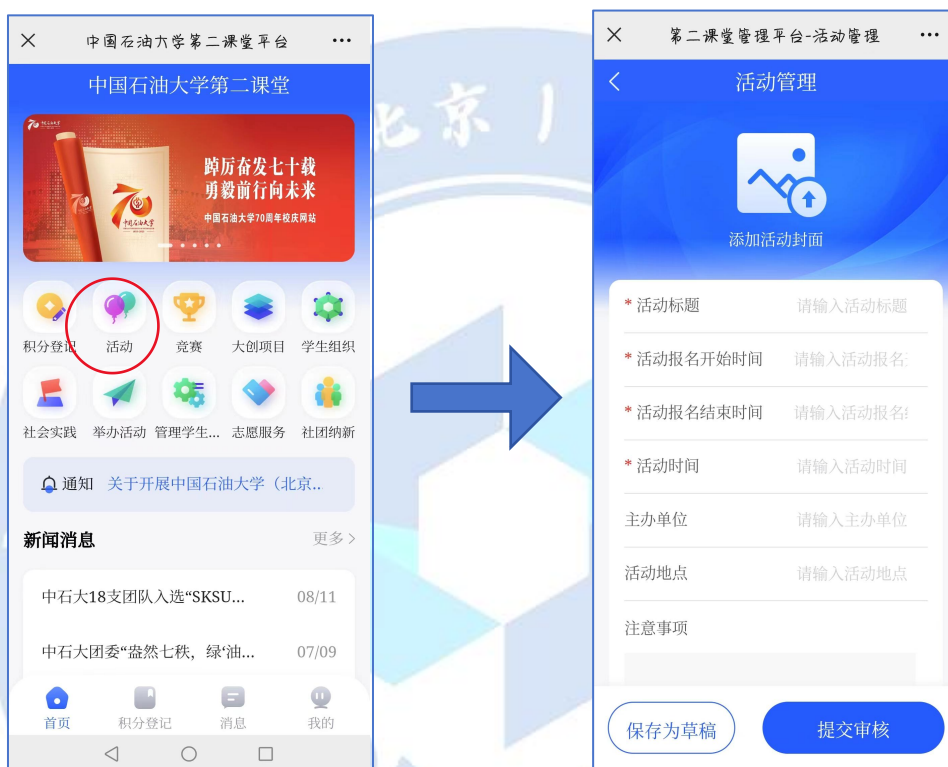 北京
中国石油大学第二课堂平台
中国石油大学第二课堂
70
踔厉奋发七十载
勇毅前行向未来
中国石油大学70周年校庆网站
70
70
中国石油大学
积分登记
活动
竞赛
大创项目
学生组织
社会实践
举办活动
管理学生...
志愿服务
社团纳新
通知 关于开展中国石油大学（北京..
新闻消息
更多 >
中石大18支团队入选“SKSU...
08/11
中石大团委“盎然七秩，绿‘油...
07/09
首页
积分登记
消息
我的
第二课堂管理平台-活动管理
活动管理
添加活动封面
* 活动标题 请输入活动标题
* 活动报名开始时间 请输入活动报名
* 活动报名结束时间 请输入活动报名
* 活动时间 请输入活动时间
主办单位 请输入主办单位
活动地点 请输入活动地点
注意事项
保存为草稿
提交审核